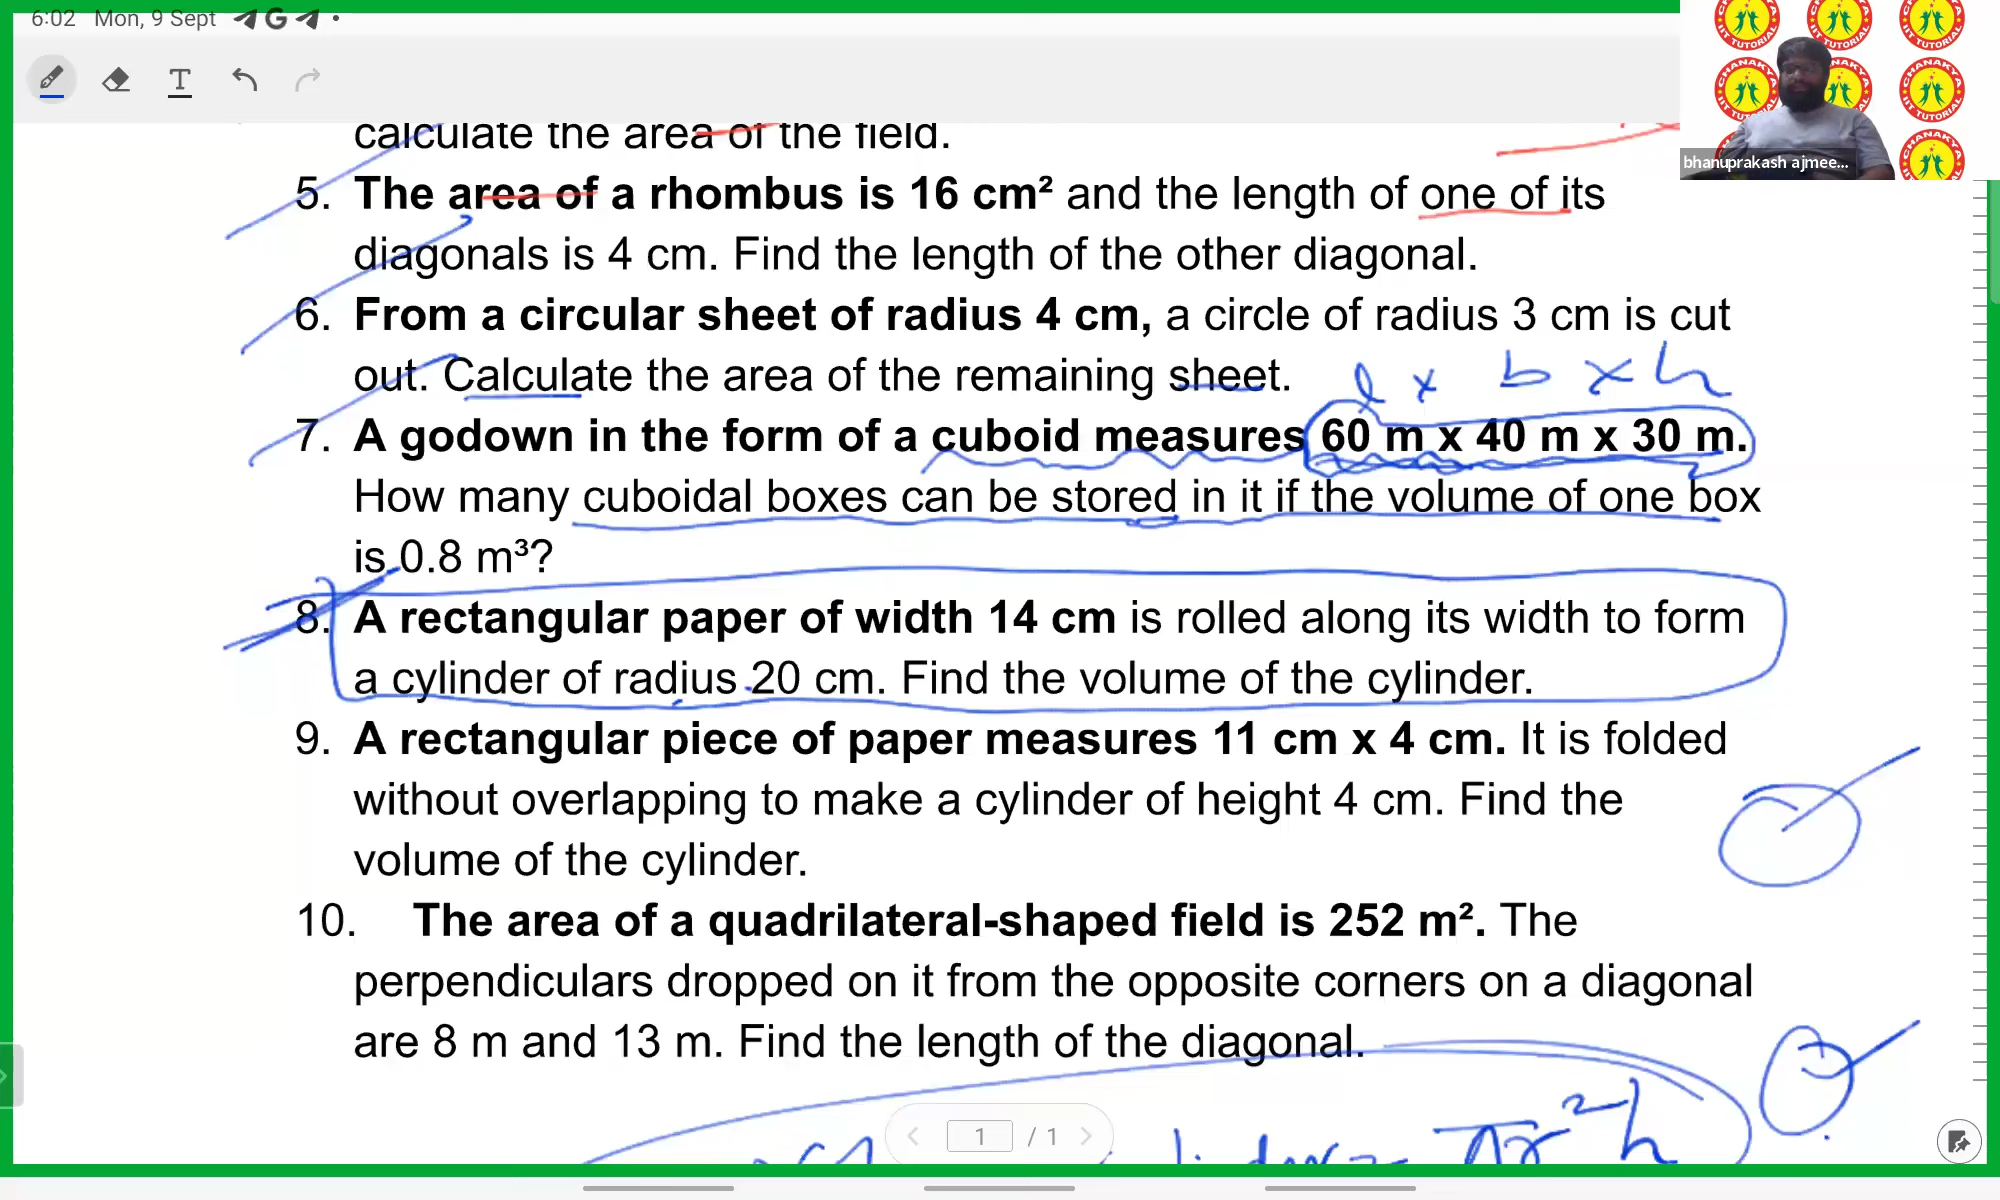 6:02 Mon, 9 Sept
T
bhanuprakash ajmee...
calculate the area of the field.
5. The area of a rhombus is 16 cm² and the length of one of its
diagonals is 4 cm. Find the length of the other diagonal.
6. From a circular sheet of radius 4 cm, a circle of radius 3 cm is cut
out. Calculate the area of the remaining sheet.
l x b x h
7. A godown in the form of a cuboid measures 60 m x 40 m x 30 m.
How many cuboidal boxes can be stored in it if the volume of one box
is 0.8 m³?
8. A rectangular paper of width 14 cm is rolled along its width to form
a cylinder of radius 20 cm. Find the volume of the cylinder.
9. A rectangular piece of paper measures 11 cm x 4 cm. It is folded
without overlapping to make a cylinder of height 4 cm. Find the
volume of the cylinder.
10. The area of a quadrilateral-shaped field is 252 m². The
perpendiculars dropped on it from the opposite corners on a diagonal
are 8 m and 13 m. Find the length of the diagonal.
πr²h
1 / 1